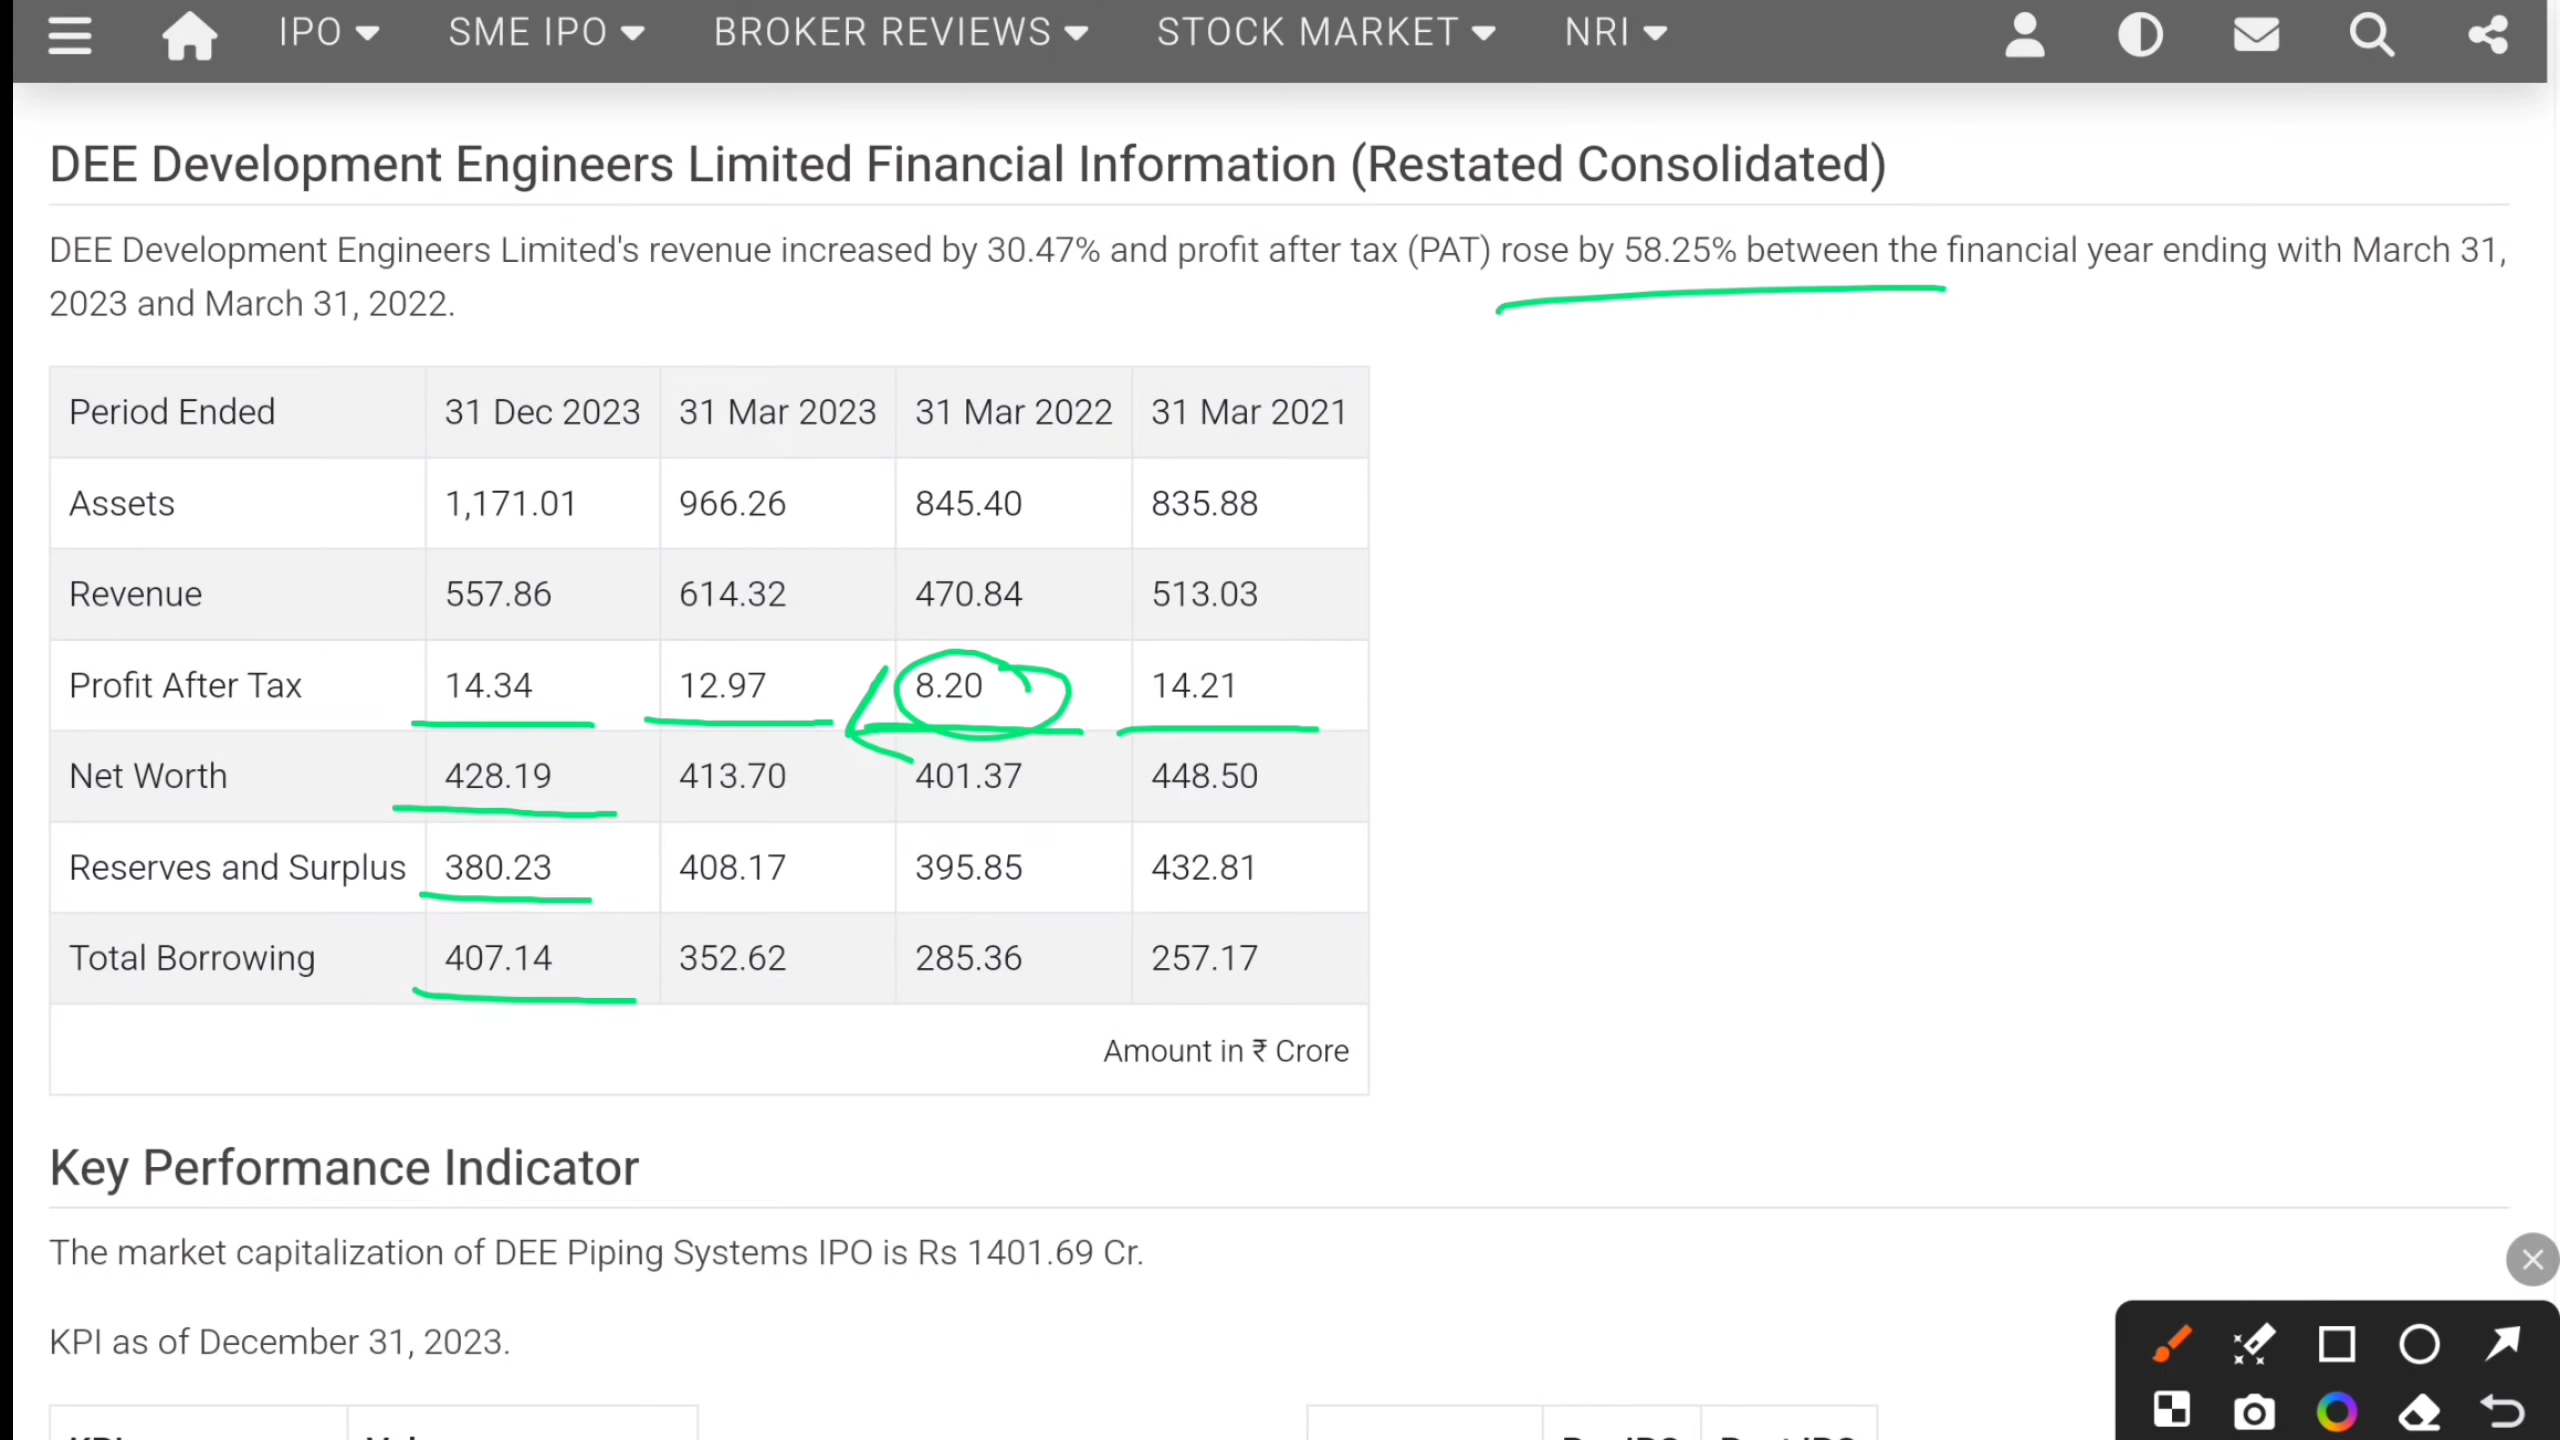 IPO SME IPO BROKER REVIEWS STOCK MARKET NRI
DEE Development Engineers Limited Financial Information (Restated Consolidated)
DEE Development Engineers Limited's revenue increased by 30.47% and profit after tax (PAT) rose by 58.25% between the financial year ending with March 31,
2023 and March 31, 2022.
Period Ended 31 Dec 2023 31 Mar 2023 31 Mar 2022 31 Mar 2021
Assets 1,171.01 966.26 845.40 835.88
Revenue 557.86 614.32 470.84 513.03
Profit After Tax 14.34 12.97 8.20 14.21
Net Worth 428.19 413.70 401.37 448.50
Reserves and Surplus 380.23 408.17 395.85 432.81
Total Borrowing 407.14 352.62 285.36 257.17
Amount in ₹ Crore
Key Performance Indicator
The market capitalization of DEE Piping Systems IPO is Rs 1401.69 Cr.
KPI as of December 31, 2023.